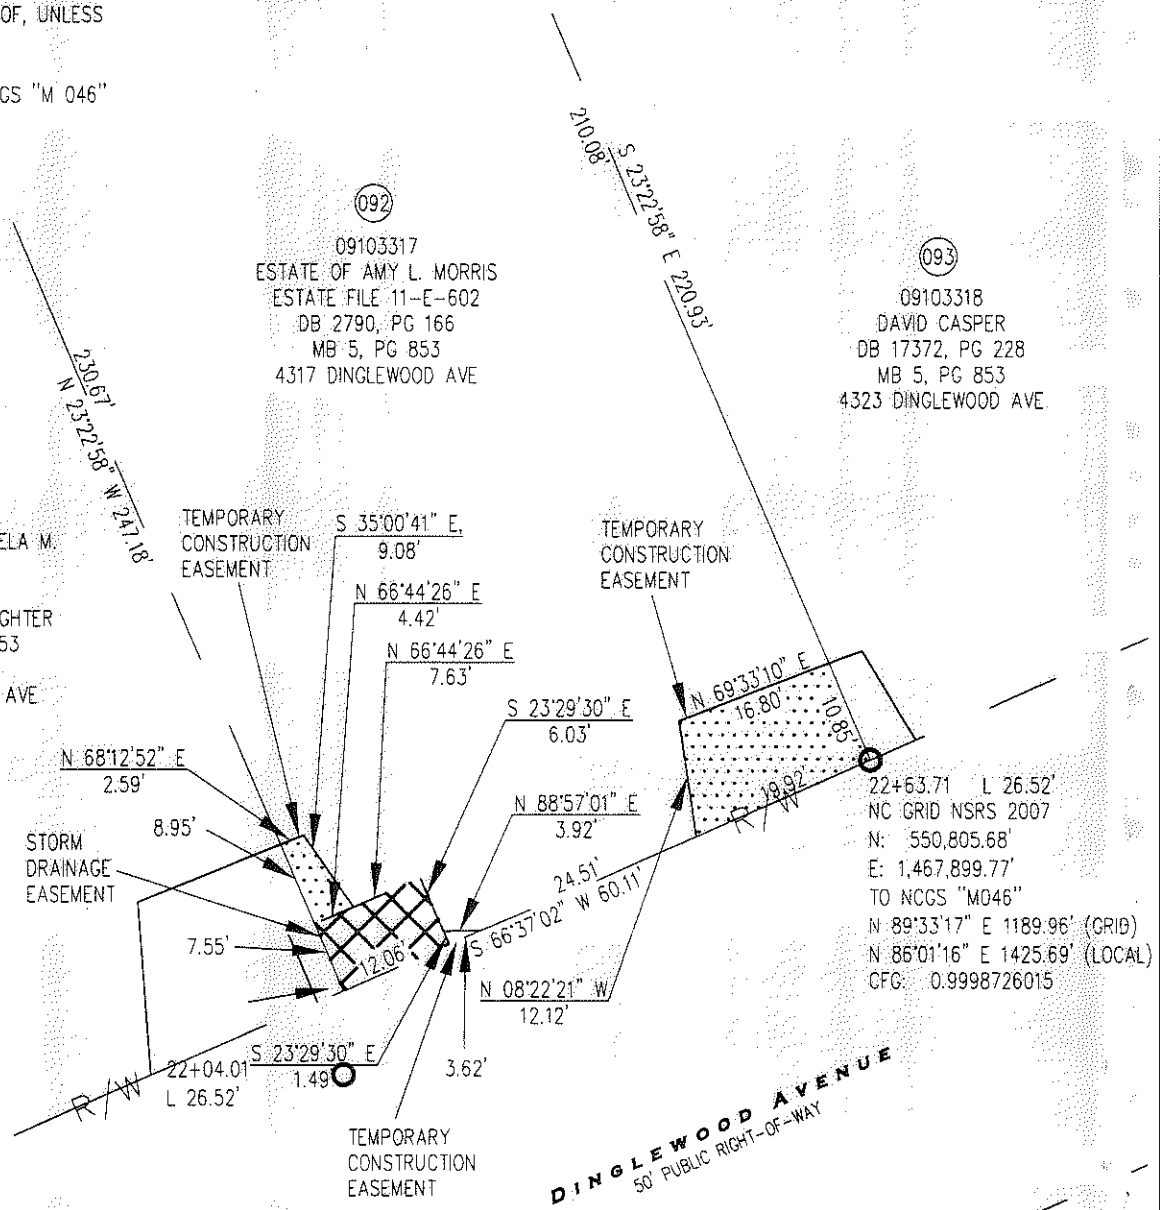 OF, UNLESS
GS "M 046"
210.08'
S 23°22'58" E 220.93'
092
09103317
ESTATE OF AMY L. MORRIS
ESTATE FILE 11-E-602
DB 2790, PG 166
MB 5, PG 853
4317 DINGLEWOOD AVE
093
09103318
DAVID CASPER
DB 17372, PG 228
MB 5, PG 853
4323 DINGLEWOOD AVE
230.67'
N 23°22'58" W 247.18'
ELA M.
GHTER
53
AVE
TEMPORARY
CONSTRUCTION
EASEMENT
S 35°00'41" E,
9.08'
N 66°44'26" E
4.42'
N 66°44'26" E
7.63'
S 23°29'30" E
6.03'
TEMPORARY
CONSTRUCTION
EASEMENT
N 69°33'10" E
16.80'
10.85'
19.92'
R/W
N 68°12'52" E
2.59'
8.95'
STORM
DRAINAGE
EASEMENT
7.55'
12.06'
N 88°57'01" E
3.92'
24.51'
S 66°37'02" W 60.11'
N 08°22'21" W
12.12'
22+63.71 L 26.52'
NC GRID NSRS 2007
N: 550,805.68'
E: 1,467,899.77'
TO NCGS "M046"
N 89°33'17" E 1189.96' (GRID)
N 86°01'16" E 1425.69' (LOCAL)
CFG: 0.9998726015
S 23°29'30" E
1.49'
3.62'
22+04.01
L 26.52'
R/W
TEMPORARY
CONSTRUCTION
EASEMENT
DINGLEWOOD AVENUE
50' PUBLIC RIGHT-OF-WAY